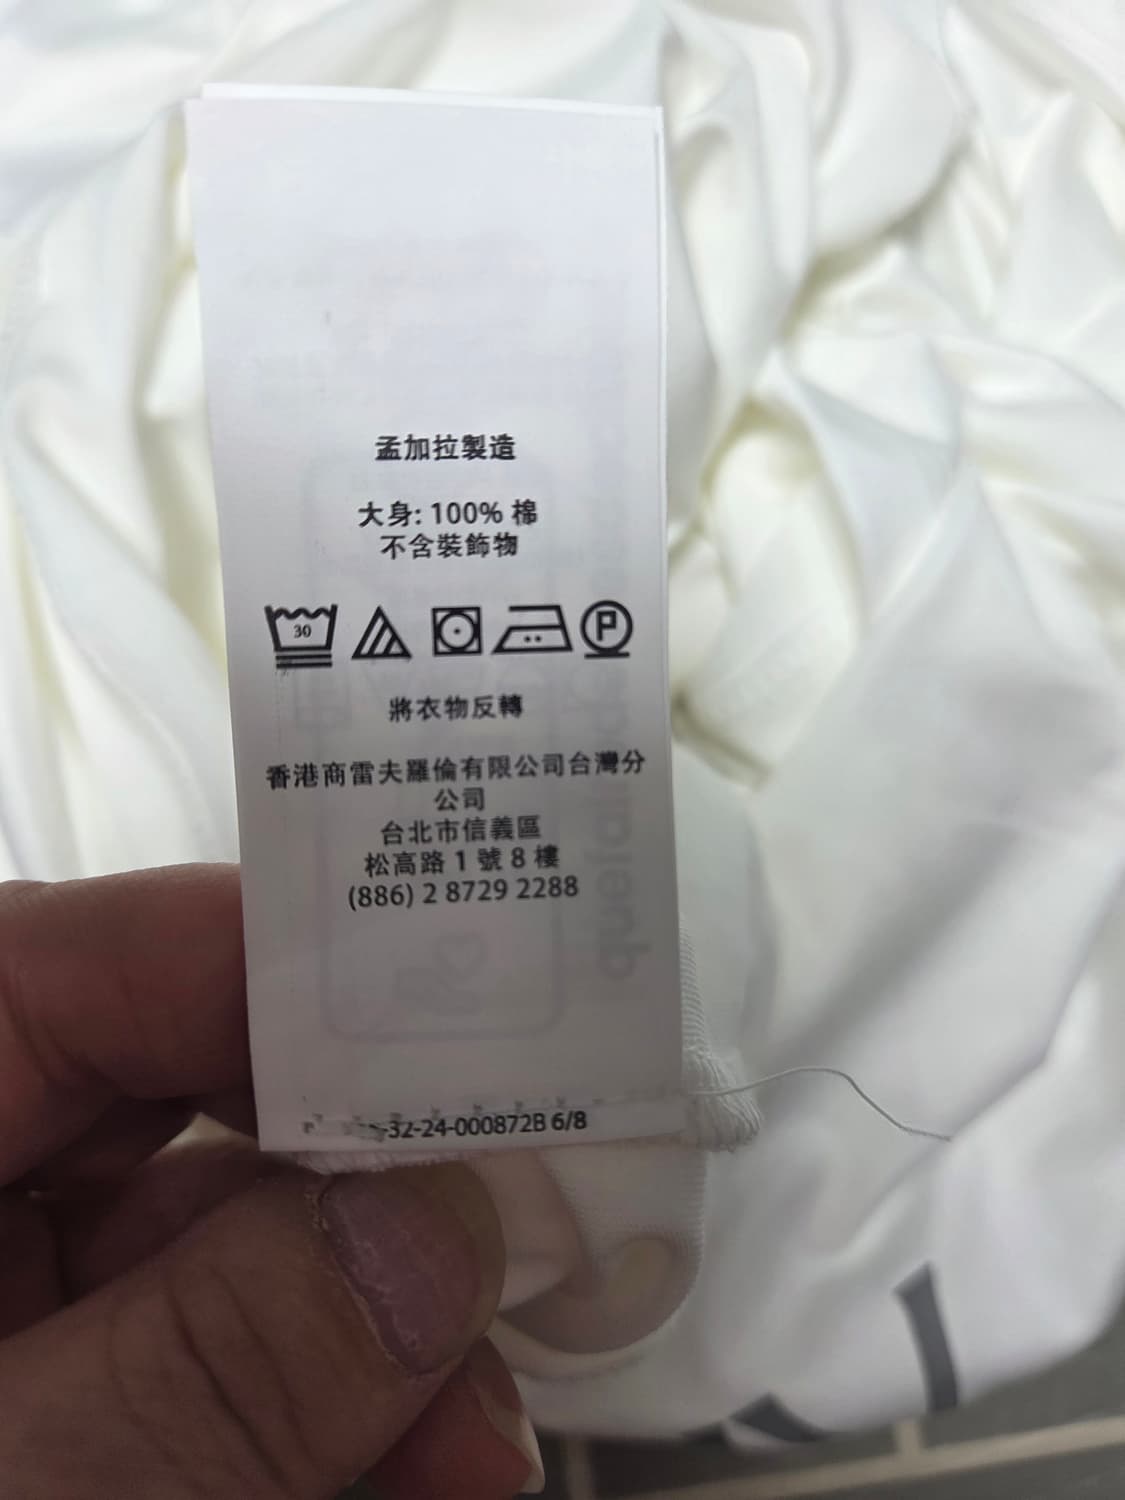 孟加拉製造
大身: 100% 棉
不含裝飾物
30
P
將衣物反轉
香港商雷夫羅倫有限公司台灣分
公司
台北市信義區
松高路 1 號 8 樓
(886) 2 8729 2288
-32-24-000872B 6/8